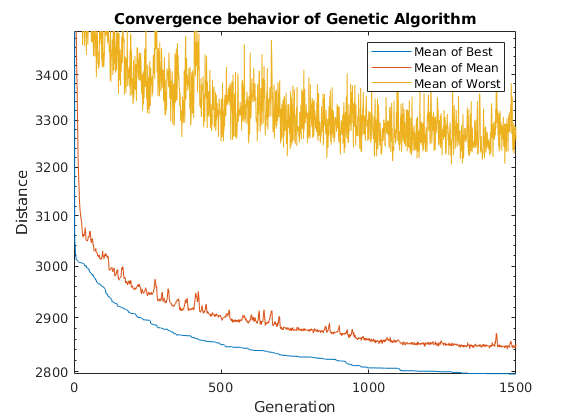 Convergence behavior of Genetic Algorithm
Mean of Best
Mean of Mean
Mean of Worst
3400
3300
3200
3100
3000
2900
2800
Distance
0
500
1000
1500
Generation